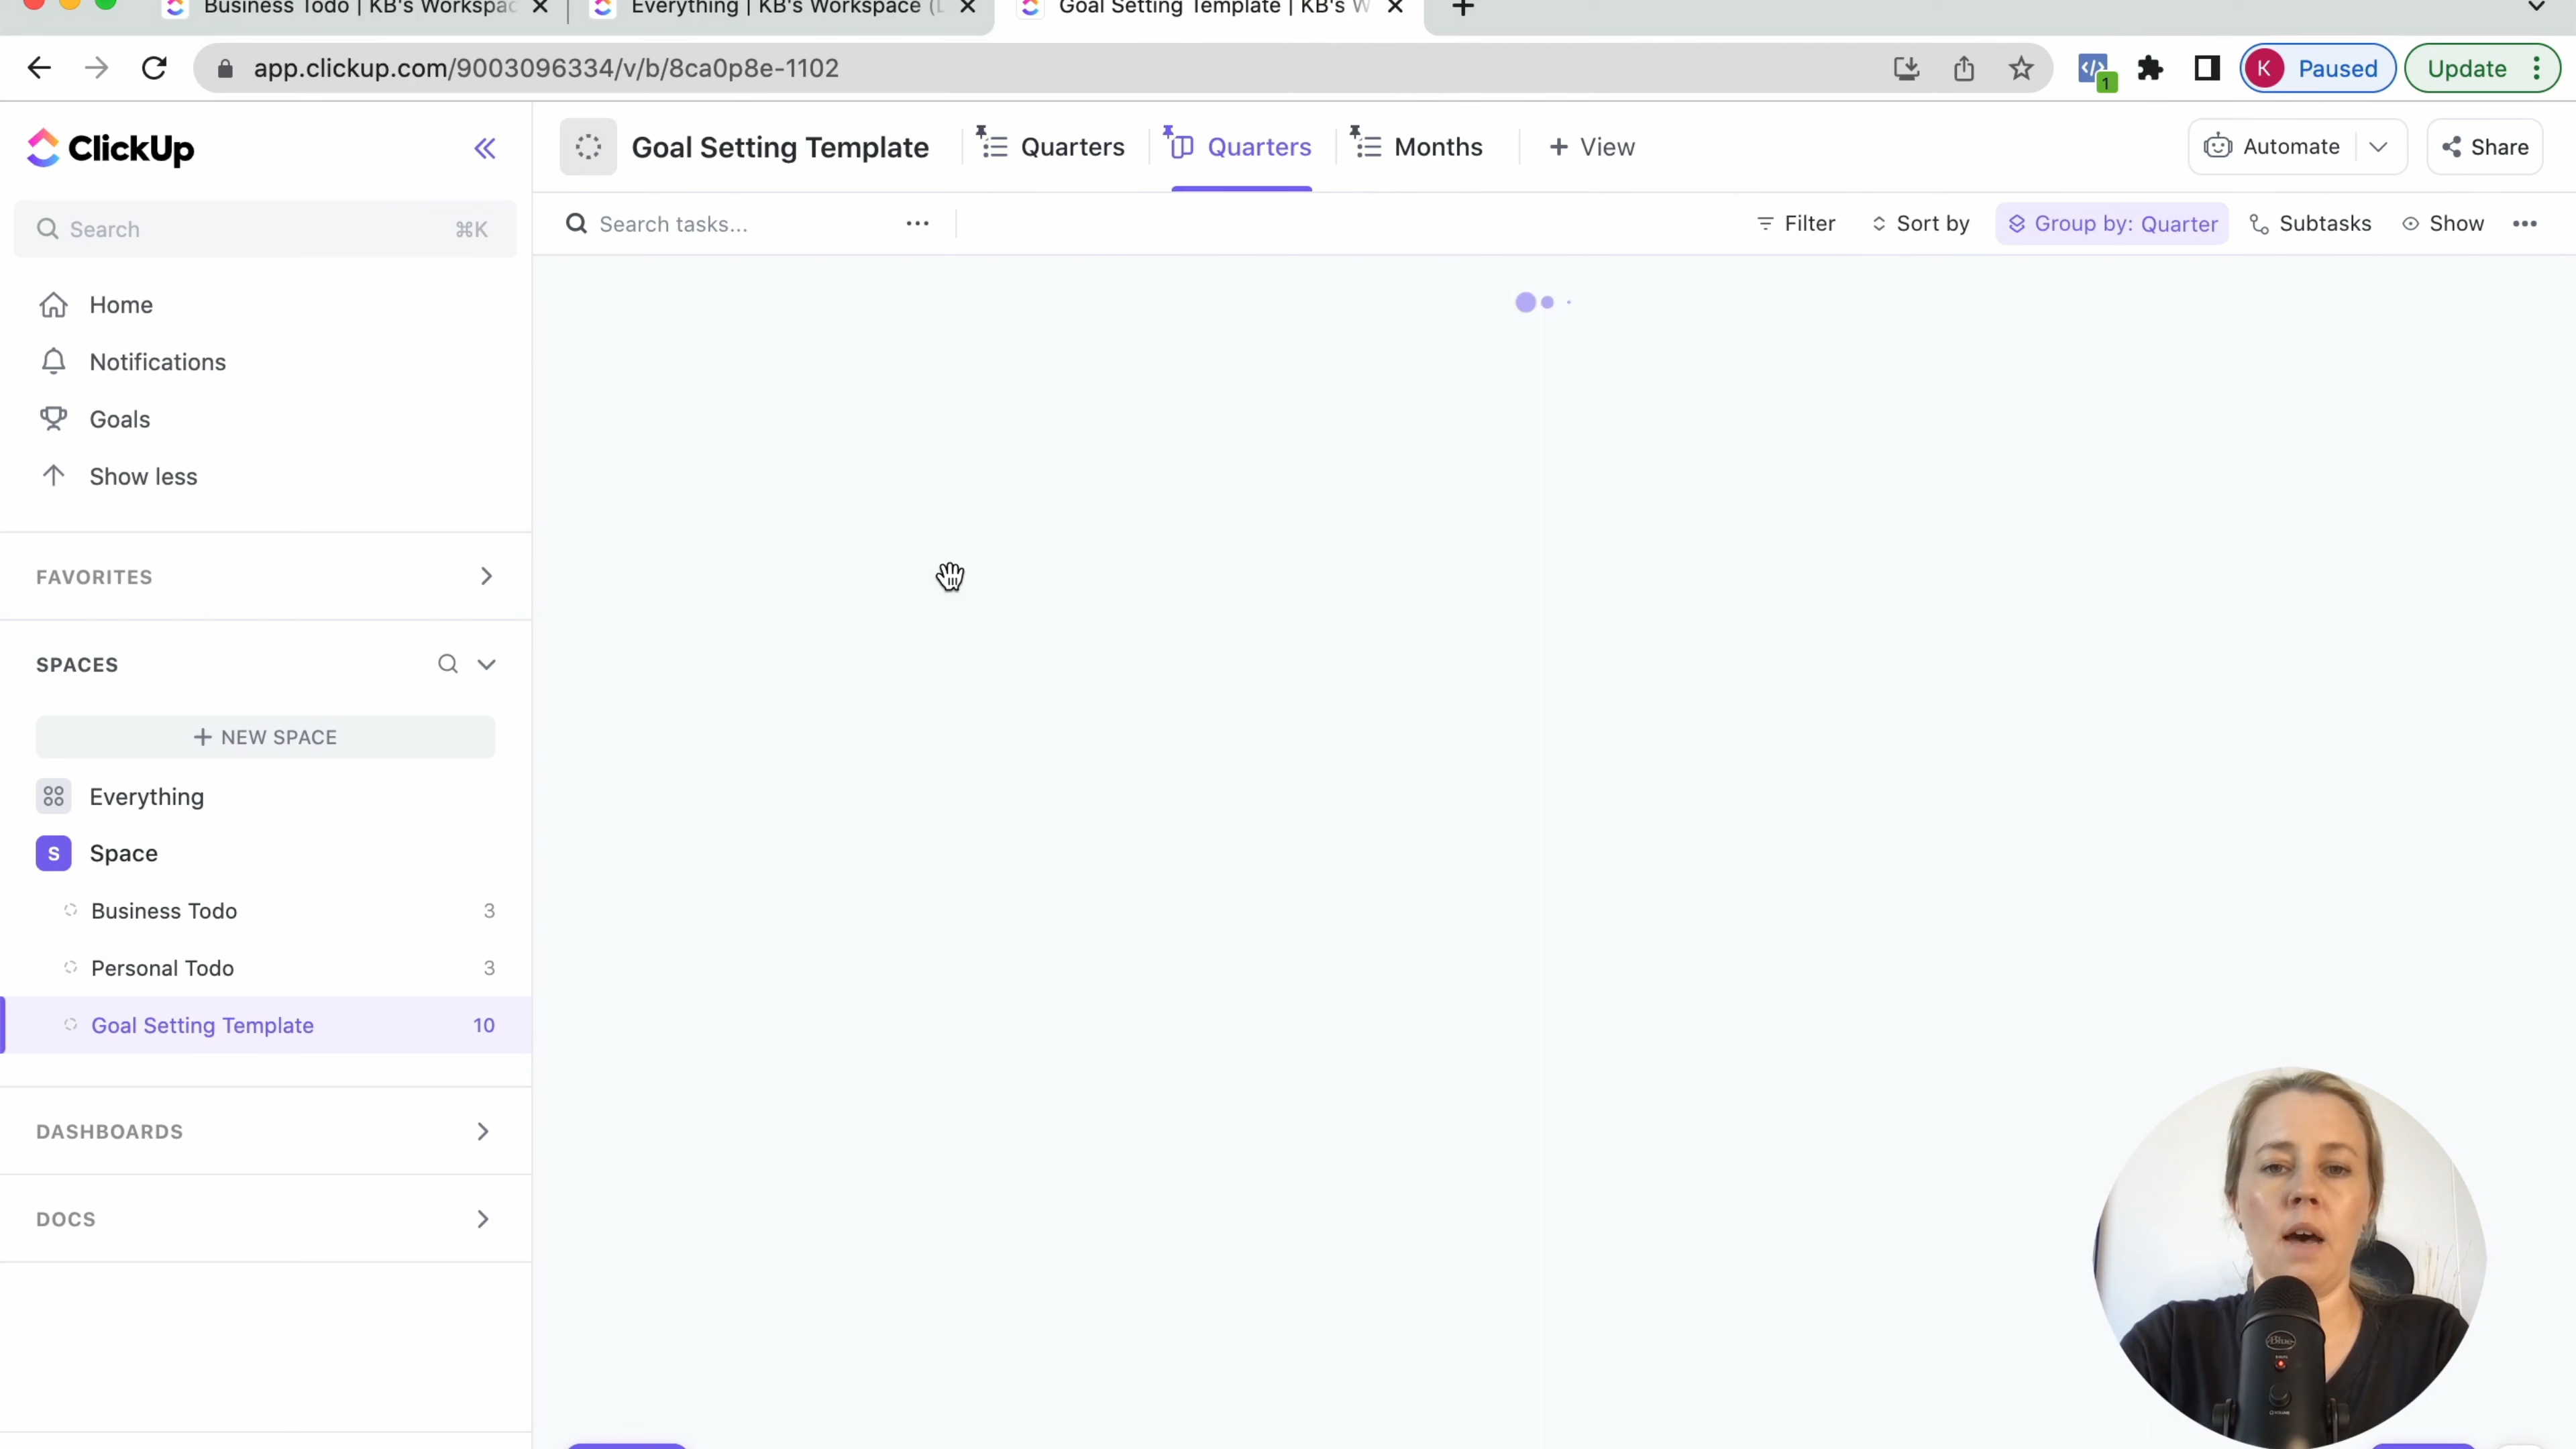 Business Todo | KB's Workspac
Everything | KB's Workspace (
Goal Setting Template | KB's W
app.clickup.com/9003096334/v/b/8ca0p8e-1102
1
K
Paused
Update
ClickUp
Goal Setting Template
Quarters
Quarters
Months
+ View
Automate
Share
Search
⌘K
Search tasks...
Filter
Sort by
Group by: Quarter
Subtasks
Show
Home
Notifications
Goals
Show less
FAVORITES
SPACES
+ NEW SPACE
Everything
S
Space
Business Todo
3
Personal Todo
3
Goal Setting Template
10
DASHBOARDS
DOCS
Blue